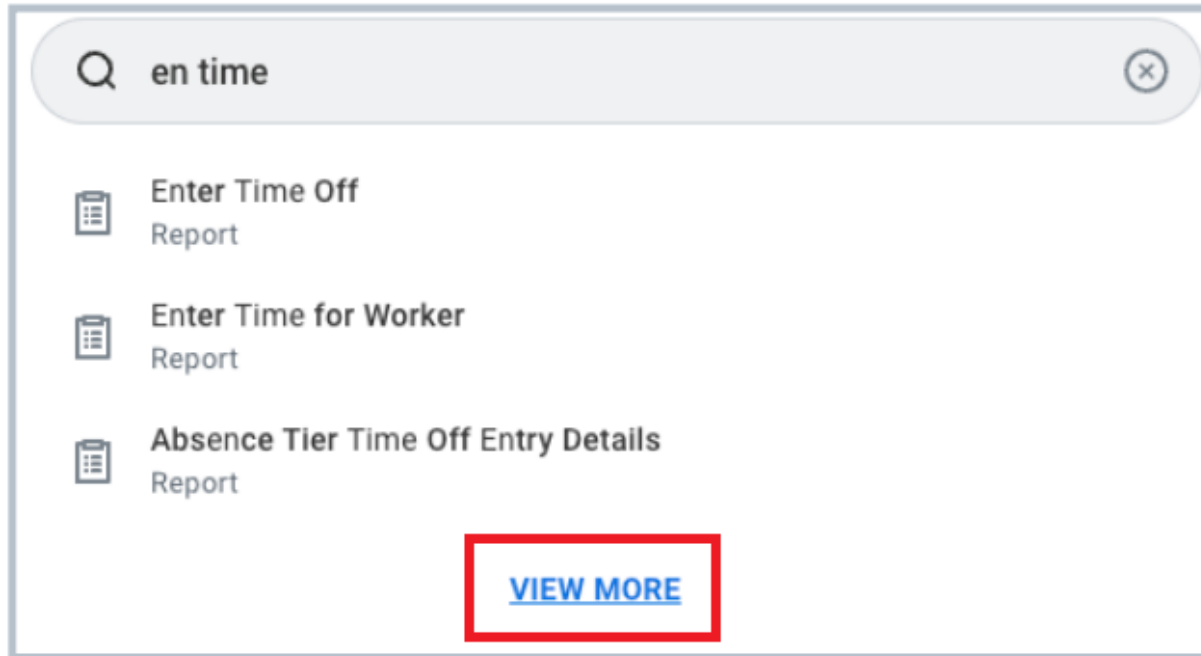 en time
Enter Time Off
Report
Enter Time for Worker
Report
Absence Tier Time Off Entry Details
Report
VIEW MORE